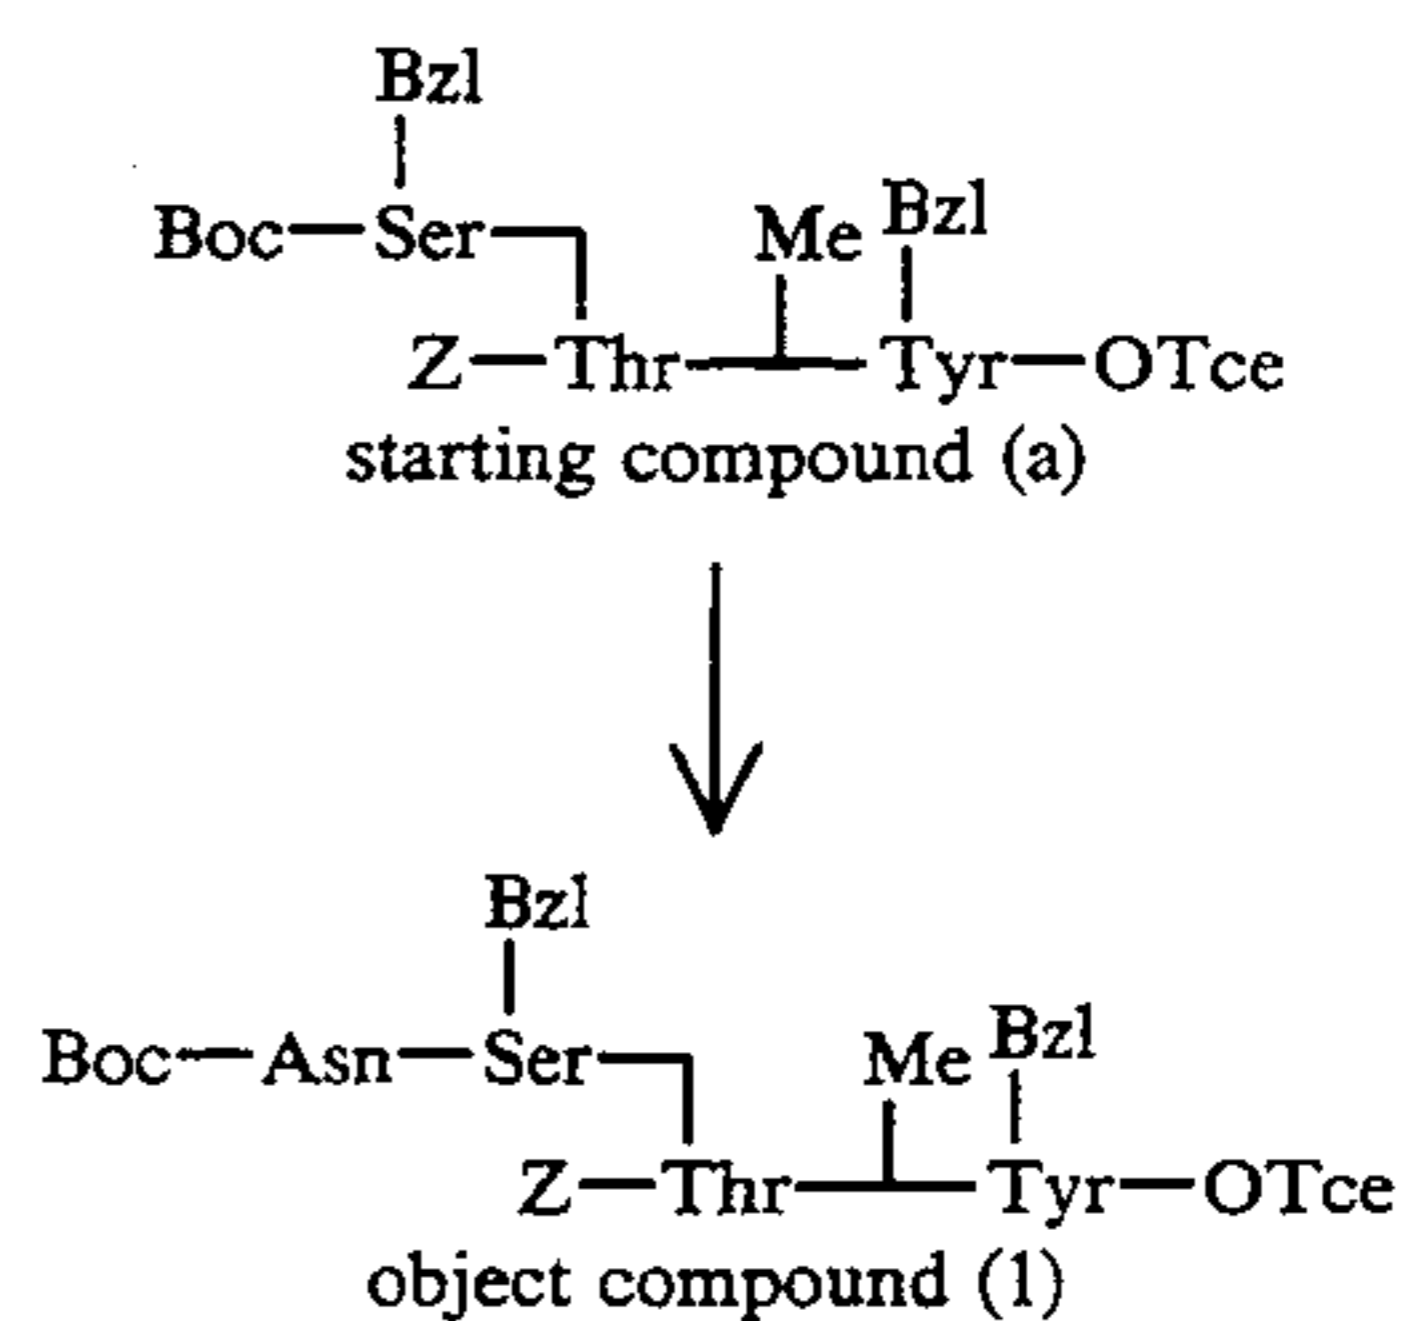 Bzl
Boc—Ser
Me Bzl
Z—Thr—Tyr—OTce
starting compound (a)
Bzl
Boc—Asn—Ser
Me Bzl
Z—Thr—Tyr—OTce
object compound (1)